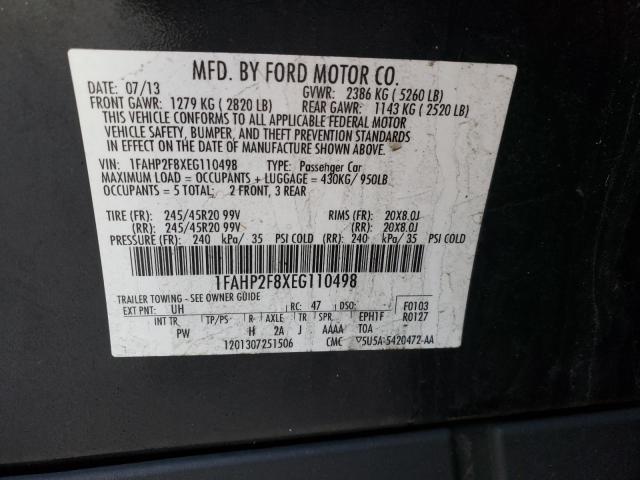 MFD. BY FORD MOTOR CO.
DATE: 07/13 GVWR: 2386 KG ( 5260 LB)
FRONT GAWR: 1279 KG ( 2820 LB) REAR GAWR: 1143 KG ( 2520 LB)
THIS VEHICLE CONFORMS TO ALL APPLICABLE FEDERAL MOTOR
VEHICLE SAFETY, BUMPER, AND THEFT PREVENTION STANDARDS
IN EFFECT ON THE DATE OF MANUFACTURE SHOWN ABOVE.
VIN: 1FAHP2F8XEG110498 TYPE: Passenger Car
MAXIMUM LOAD = OCCUPANTS + LUGGAGE = 430KG/ 950LB
OCCUPANTS = 5 TOTAL: 2 FRONT, 3 REAR
TIRE (FR): 245/45R20 99V RIMS (FR): 20X8.0J
(RR): 245/45R20 99V (RR): 20X8.0J
PRESSURE (FR): 240 kPa/ 35 PSI COLD (RR): 240 kPa/ 35 PSI COLD
1FAHP2F8XEG110498
TRAILER TOWING - SEE OWNER GUIDE
EXT PNT: UH RC: 47 DSO: F0103
INT TR TP/PS R AXLE TR SPR EPH1F R0127
PW H 2A J AAAA TOA
1201307251506 CMC ▽5U5A-5420472-AA